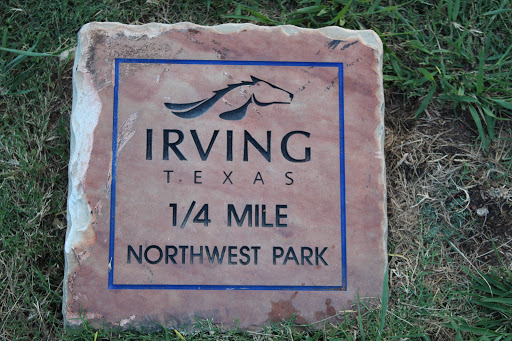 IRVING
TEXAS
1/4 MILE
NORTHWEST PARK